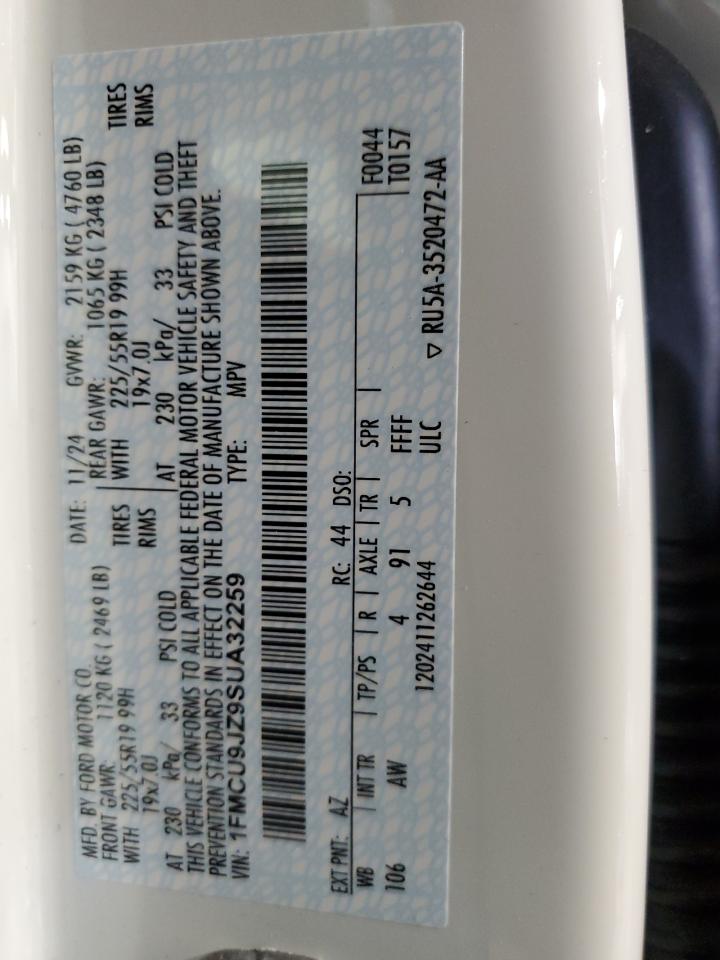 MFD. BY FORD MOTOR CO. DATE: 11/24 GVWR: 2159 KG ( 4760 LB)
FRONT GAWR: 1120 KG ( 2469 LB) REAR GAWR: 1065 KG ( 2348 LB)
WITH 225/55R19 99H TIRES WITH 225/55R19 99H TIRES
19x7.0J RIMS 19x7.0J RIMS
AT 230 kPa/ 33 PSI COLD AT 230 kPa/ 33 PSI COLD
THIS VEHICLE CONFORMS TO ALL APPLICABLE FEDERAL MOTOR VEHICLE SAFETY AND THEFT
PREVENTION STANDARDS IN EFFECT ON THE DATE OF MANUFACTURE SHOWN ABOVE.
VIN: 1FMCU9JZ9SUA32259 TYPE: MPV
EXT PNT: AZ RC: 44 DSO: F0044
WB INT TR TP/PS R AXLE TR SPR T0157
106 AW 4 91 5 FFFF
1202411262644 ULC ▽ RU5A-3520472-AA